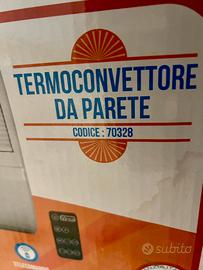 TERMOCONVETTORE
DA PARETE
CODICE : 70328
subito